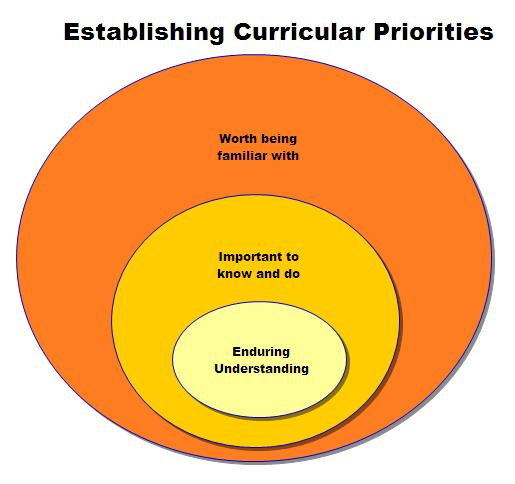 Establishing Curricular Priorities
Worth being
familiar with
Important to
know and do
Enduring
Understanding